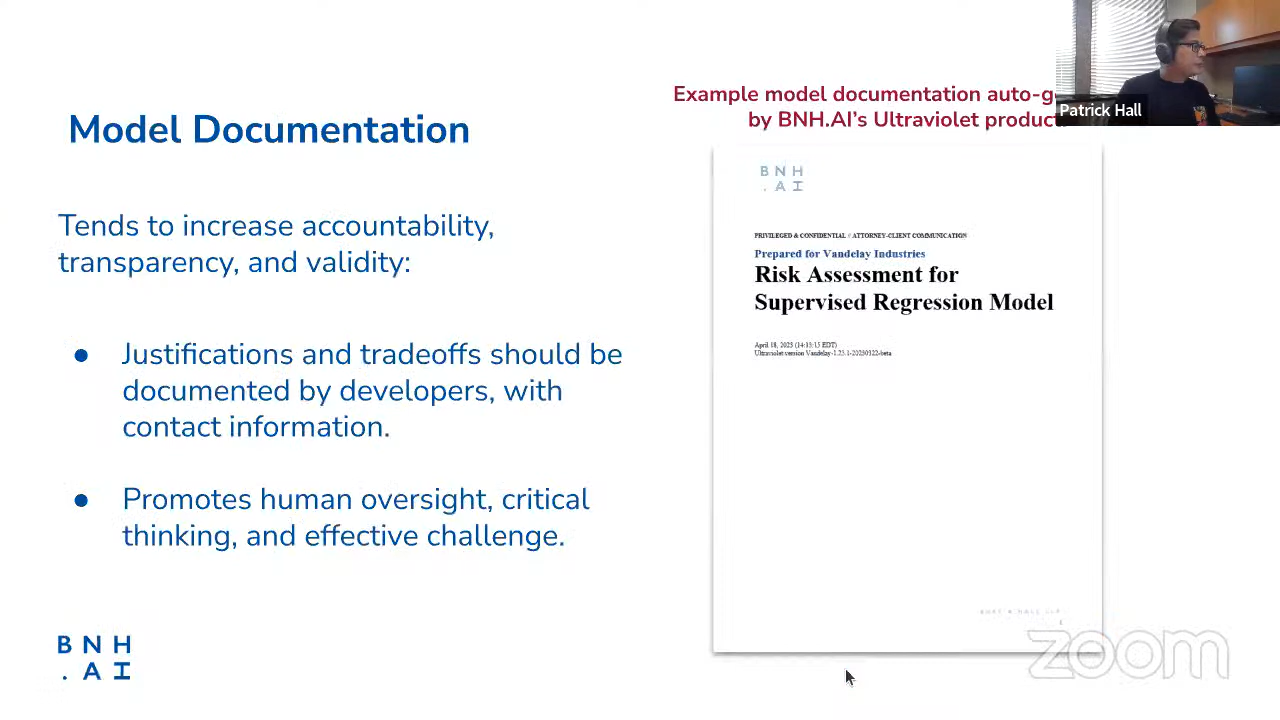 Model Documentation
Tends to increase accountability,
transparency, and validity:
● Justifications and tradeoffs should be
documented by developers, with
contact information.
● Promotes human oversight, critical
thinking, and effective challenge.
B N H
. A I
Example model documentation auto-g
by BNH.AI's Ultraviolet product
Patrick Hall
B N H
. A I
PRIVILEGED & CONFIDENTIAL // ATTORNEY-CLIENT COMMUNICATION
Prepared for Vandelay Industries
Risk Assessment for
Supervised Regression Model
April 18, 2023 (14:13:15 EDT)
Ultraviolet version Vandelay-1.23.1-20230322-beta
zoom